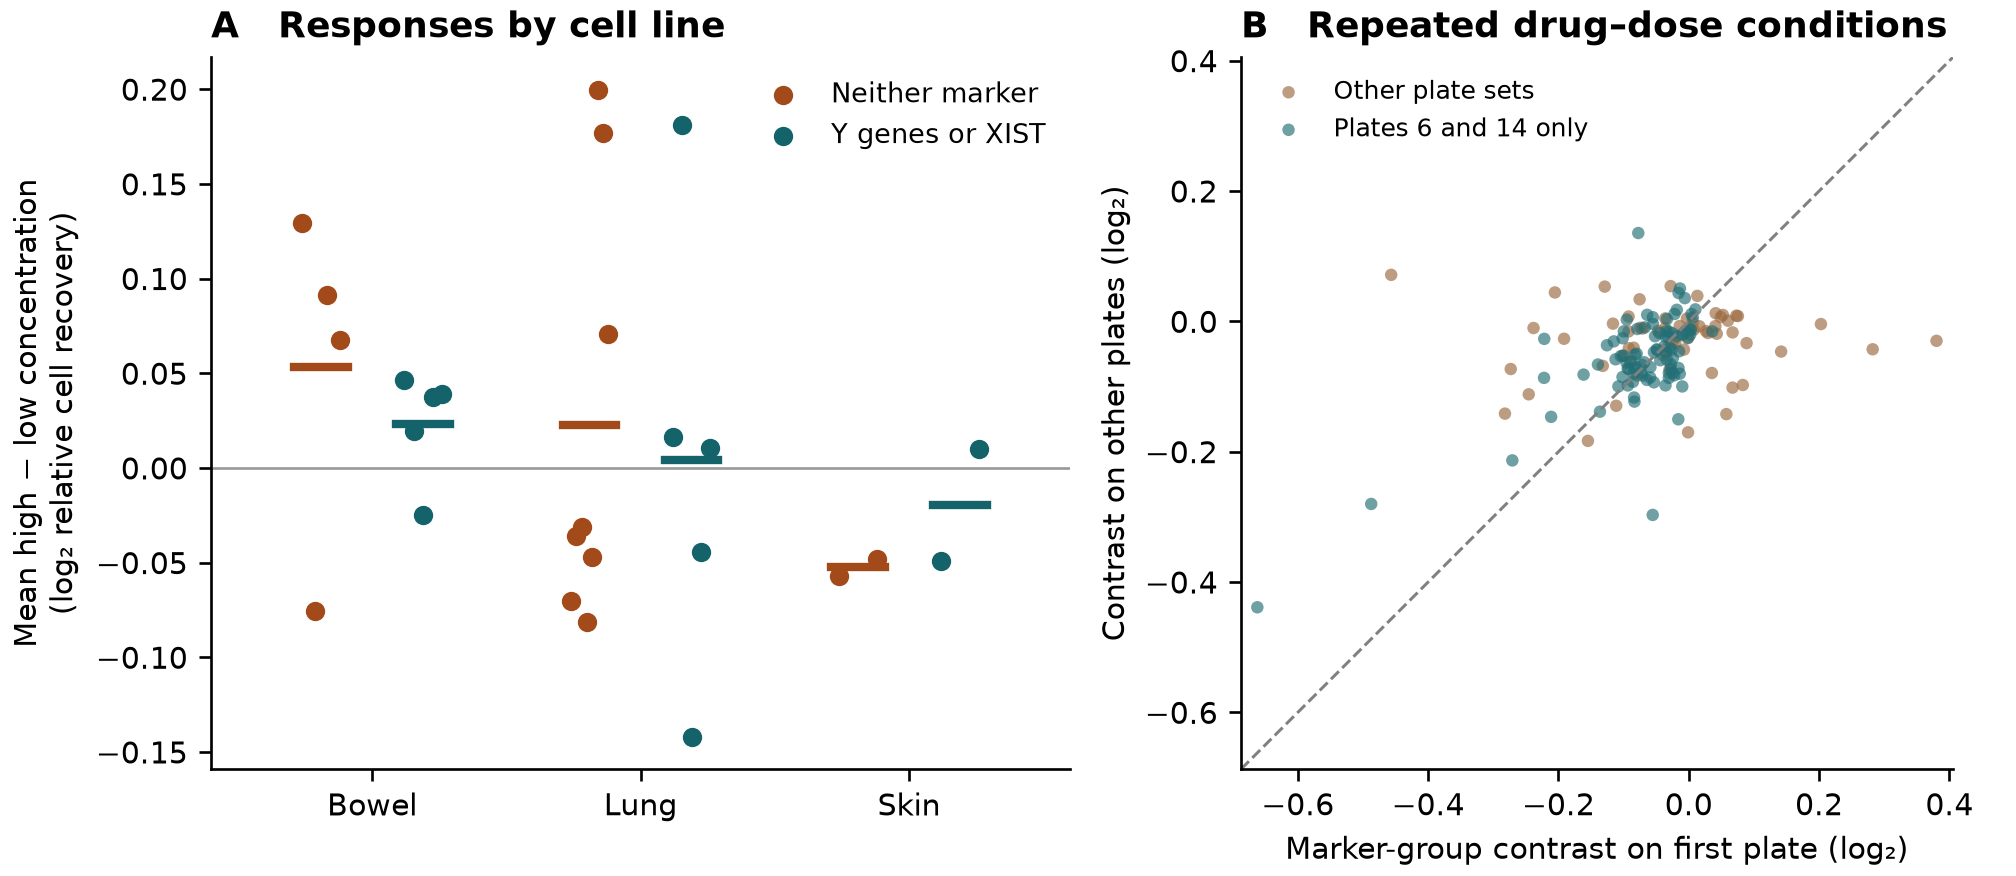 A Responses by cell line
Mean high − low concentration
(log₂ relative cell recovery)
0.20
0.15
0.10
0.05
0.00
−0.05
−0.10
−0.15
Neither marker
Y genes or XIST
Bowel
Lung
Skin
B Repeated drug–dose conditions
Contrast on other plates (log₂)
0.4
0.2
0.0
−0.2
−0.4
−0.6
Other plate sets
Plates 6 and 14 only
−0.6
−0.4
−0.2
0.0
0.2
0.4
Marker-group contrast on first plate (log₂)